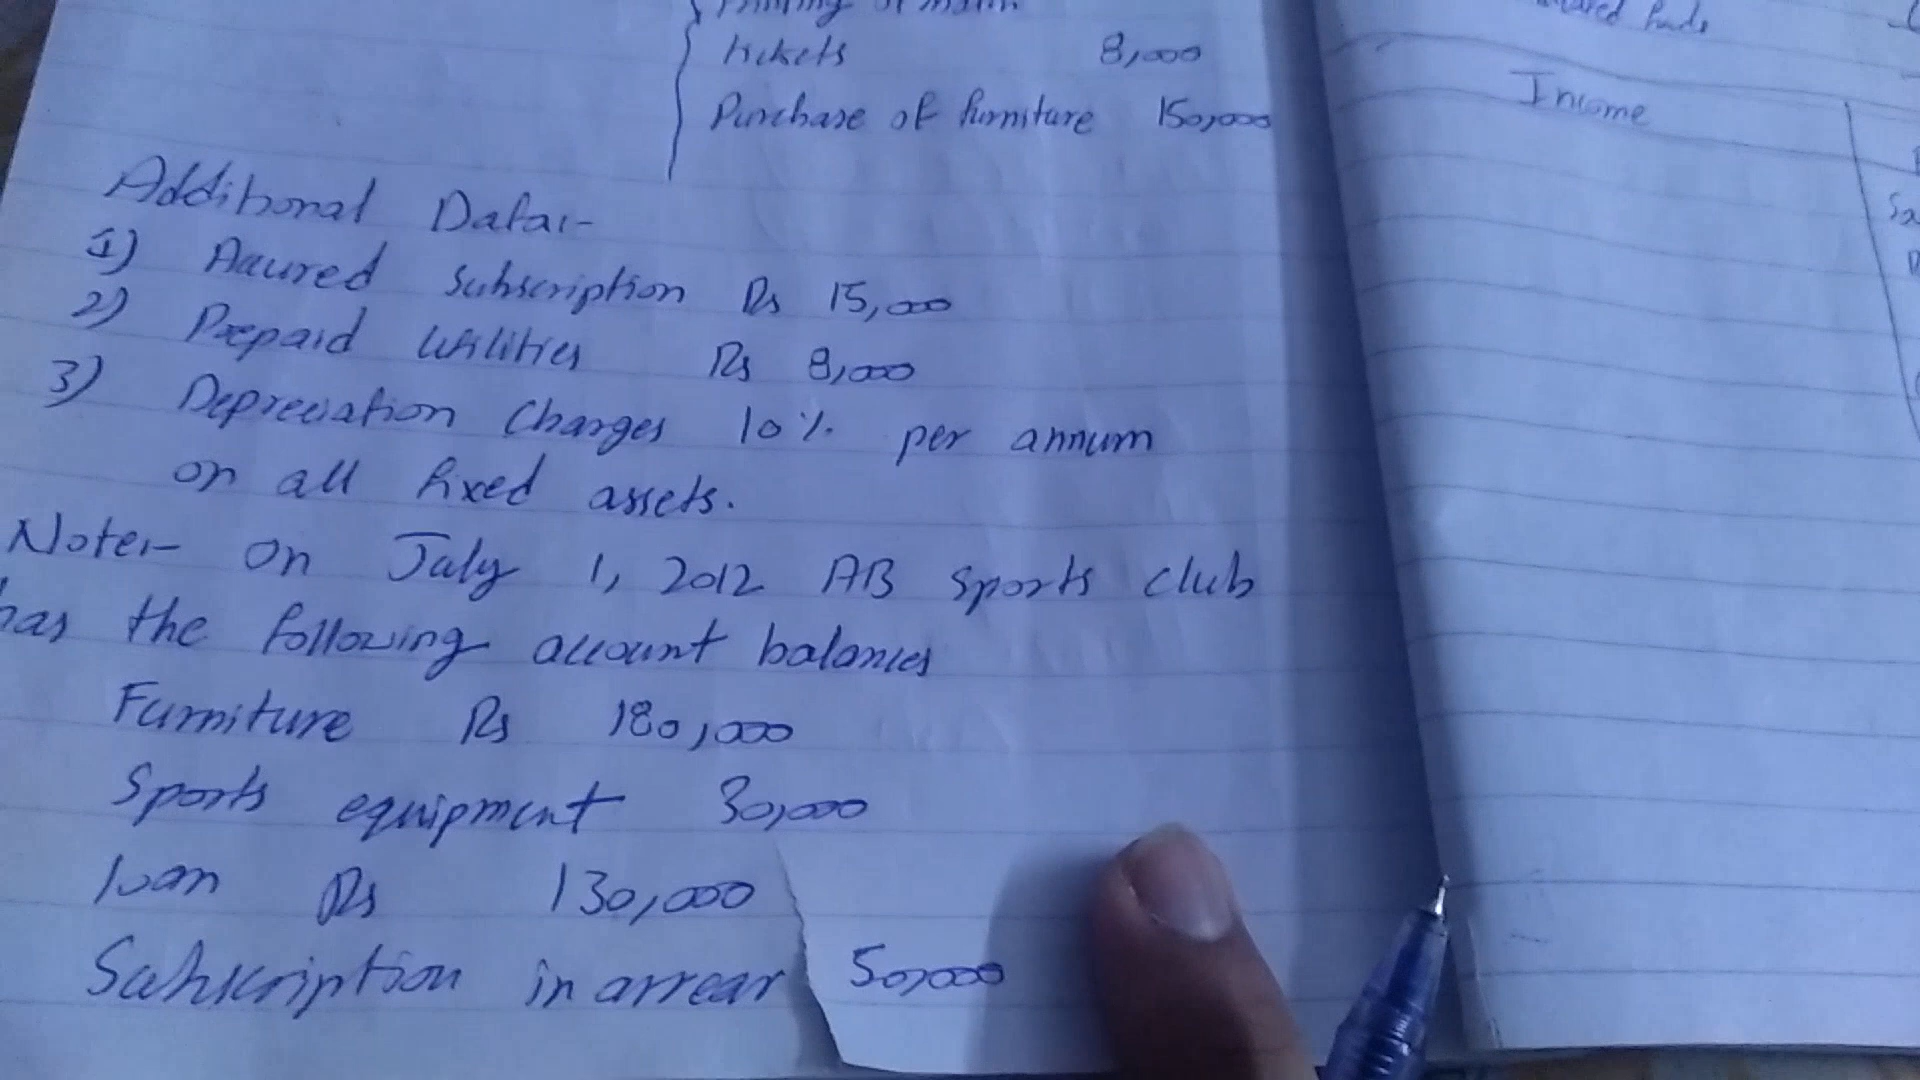 tickets 8,000
Purchase of furniture 150,000
Additional Data:-
1) Accured Subscription Rs 15,000
2) Prepaid Utilities Rs 8,000
3) Depreciation Charges 10% per annum
on all fixed assets.
Note:- On July 1, 2012 AB Sports club
has the following account balances
Furniture Rs 180,000
Sports equipment 30,000
loan Rs 130,000
Subscription in arrear 50,000
Income